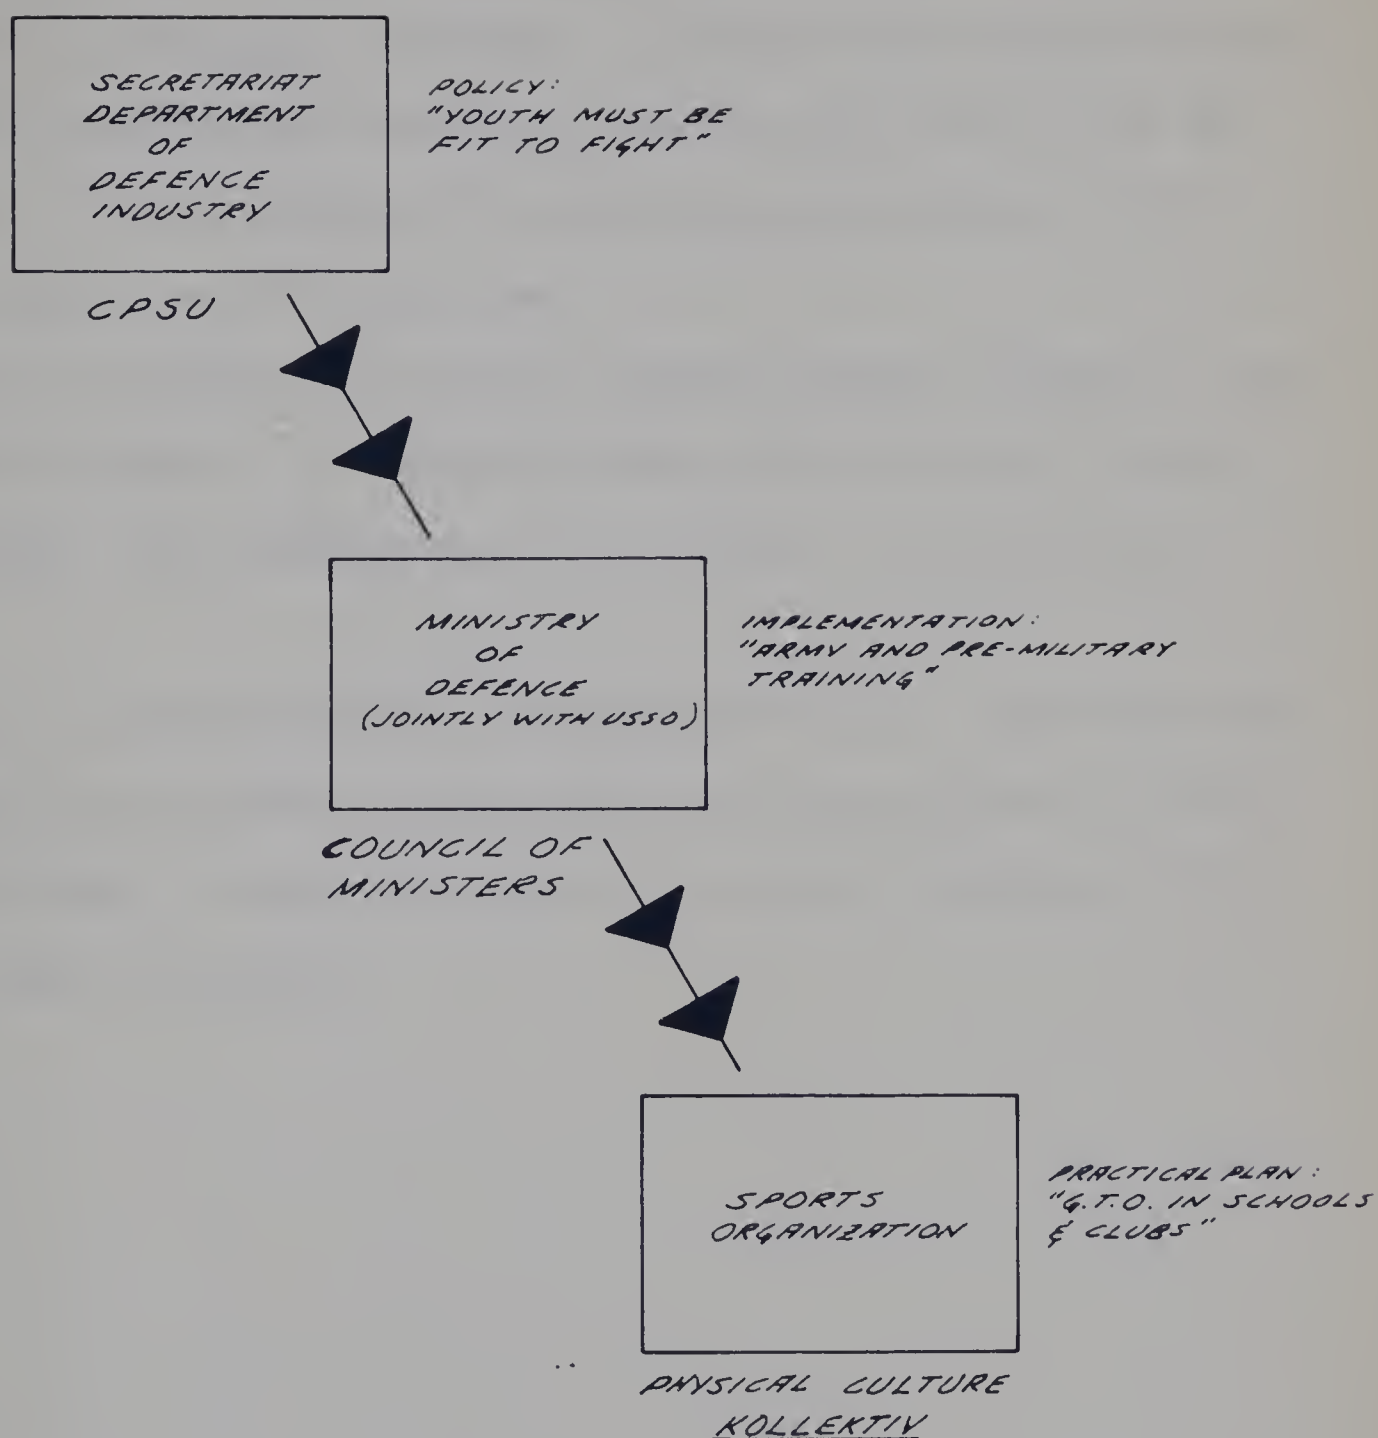 SECRETARIAT
DEPARTMENT
OF
DEFENCE
INDUSTRY
POLICY:
"YOUTH MUST BE
FIT TO FIGHT"
CPSU
MINISTRY
OF
DEFENCE
(JOINTLY WITH USSO)
IMPLEMENTATION:
"ARMY AND PRE-MILITARY
TRAINING"
COUNCIL OF
MINISTERS
SPORTS
ORGANIZATION
PRACTICAL PLAN:
"G.T.O. IN SCHOOLS
& CLUBS"
PHYSICAL CULTURE
KOLLEKTIV